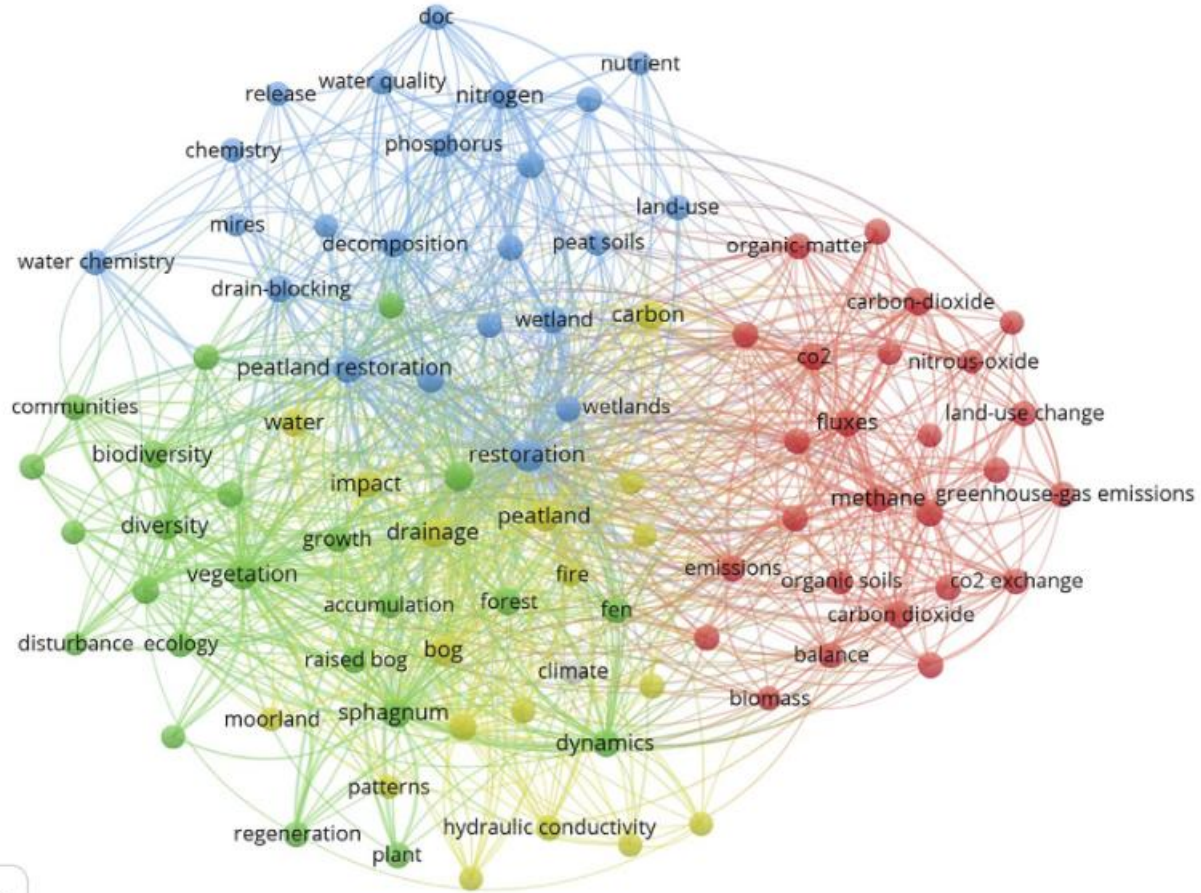 doc
nutrient
water quality
release
nitrogen
phosphorus
chemistry
land-use
mires
decomposition
peat soils
organic-matter
water chemistry
drain-blocking
carbon-dioxide
wetland
carbon
co2
nitrous-oxide
peatland restoration
communities
wetlands
land-use change
water
fluxes
biodiversity
restoration
impact
methane
greenhouse-gas emissions
peatland
diversity
drainage
growth
vegetation
fire
emissions
organic soils
co2 exchange
accumulation
forest
fen
carbon dioxide
disturbance
ecology
raised bog
bog
balance
climate
biomass
moorland
sphagnum
dynamics
patterns
regeneration
hydraulic conductivity
plant